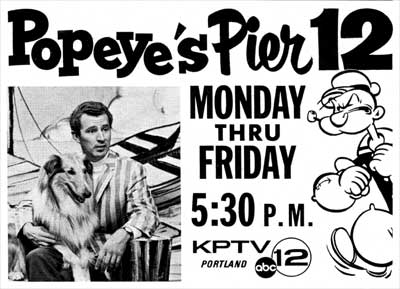 Popeye's Pier 12
MONDAY
THRU
FRIDAY
5:30 P.M.
KPTV
PORTLAND
abc 12